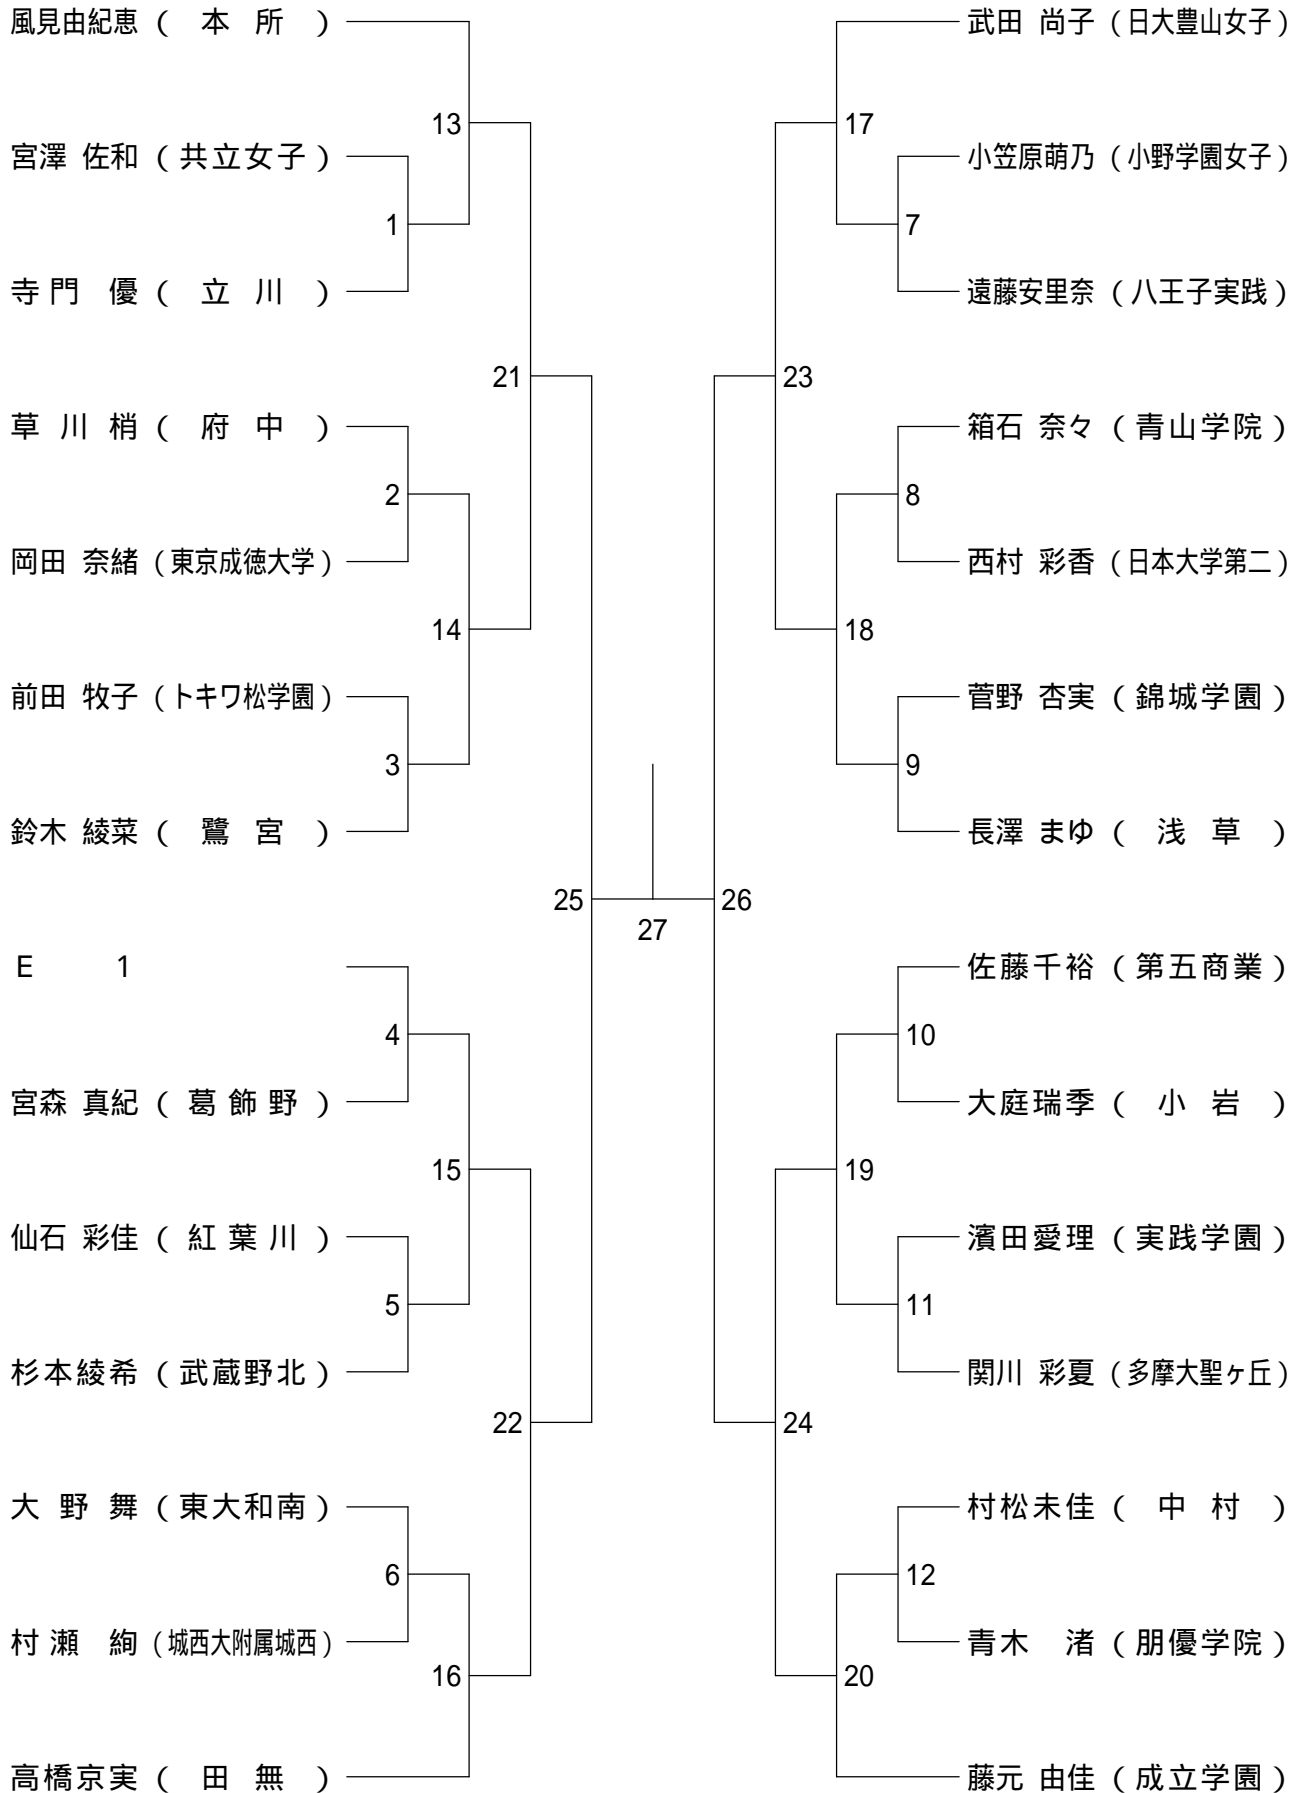 風見由紀恵 ( 本 所 )
13
宮澤 佐和 ( 共立女子 )
1
寺門 優 ( 立 川 )
21
草 川 梢 ( 府 中 )
2
岡田 奈緒 ( 東京成徳大学 )
14
前田 牧子 ( トキワ松学園 )
3
鈴木 綾菜 ( 鷺 宮 )
25
E 1
4
宮森 真紀 ( 葛 飾 野 )
15
仙石 彩佳 ( 紅 葉 川 )
5
杉本綾希 ( 武蔵野北 )
22
大 野 舞 ( 東大和南 )
6
村 瀬 絢 ( 城西大附属城西 )
16
高橋京実 ( 田 無 )
27
武田 尚子 ( 日大豊山女子 )
17
小笠原萌乃 ( 小野学園女子 )
7
遠藤安里奈 ( 八王子実践 )
23
箱石 奈々 ( 青山学院 )
8
西村 彩香 ( 日本大学第二 )
18
菅野 杏実 ( 錦城学園 )
9
長澤 まゆ ( 浅 草 )
26
佐藤千裕 ( 第五商業 )
10
大庭瑞季 ( 小 岩 )
19
濱田愛理 ( 実践学園 )
11
関川 彩夏 ( 多摩大聖ヶ丘 )
24
村松未佳 ( 中 村 )
12
青木 渚 ( 朋優学院 )
20
藤元 由佳 ( 成立学園 )